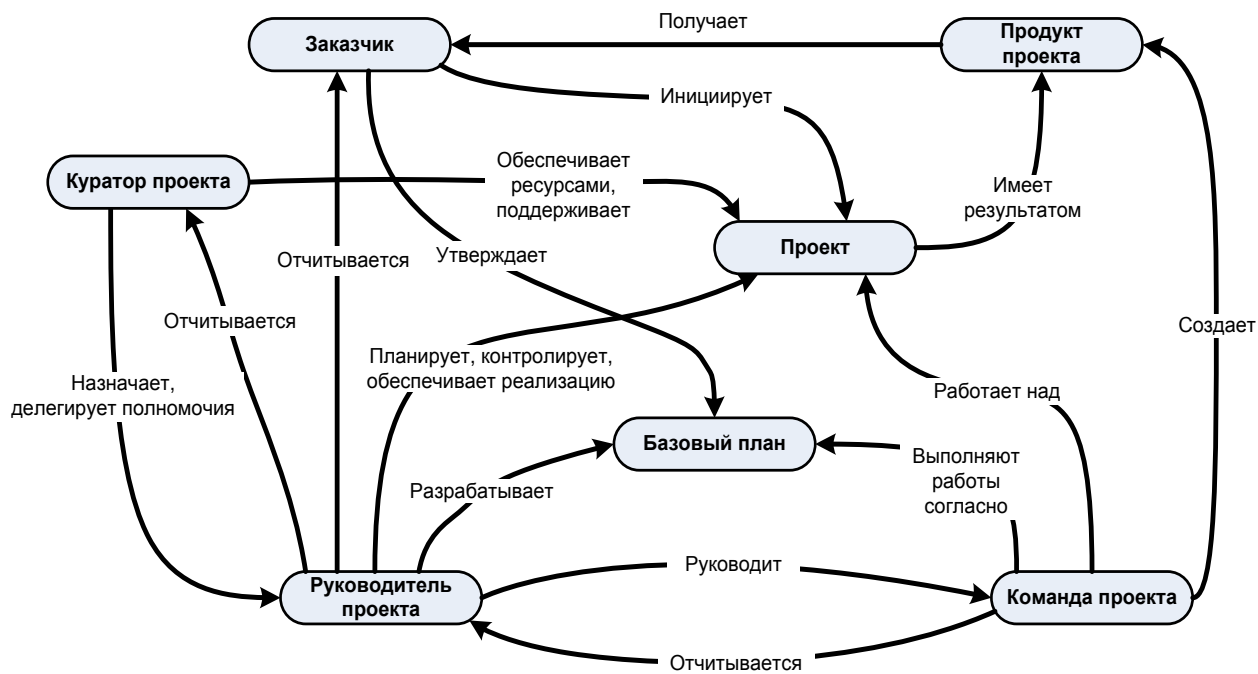 Получает
Заказчик
Продукт
проекта
Инициирует
Куратор проекта
Обеспечивает
ресурсами,
поддерживает
Имеет
результатом
Проект
Отчитывается
Утверждает
Отчитывается
Создает
Планирует, контролирует,
обеспечивает реализацию
Назначает,
делегирует полномочия
Работает над
Базовый план
Выполняют
работы
согласно
Разрабатывает
Руководитель
проекта
Руководит
Команда проекта
Отчитывается